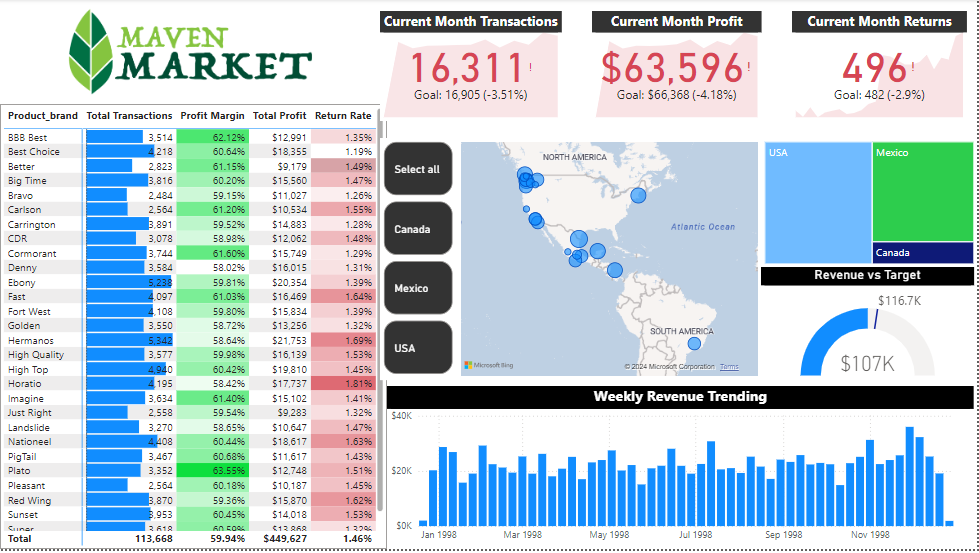 MAVEN
MARKET
Current Month Transactions
16,311!
Goal: 16,905 (-3.51%)
Current Month Profit
$63,596!
Goal: $66,368 (-4.18%)
Current Month Returns
496!
Goal: 482 (-2.9%)
Product_brand Total Transactions Profit Margin Total Profit Return Rate
BBB Best 3,514 62.12% $12,991 1.35%
Best Choice 4,218 60.64% $18,355 1.19%
Better 2,823 61.15% $9,179 1.49%
Big Time 3,816 60.20% $15,560 1.47%
Bravo 2,484 59.15% $11,027 1.26%
Carlson 2,564 61.20% $10,534 1.55%
Carrington 3,891 59.52% $14,883 1.28%
CDR 3,078 58.98% $12,062 1.48%
Cormorant 3,744 61.60% $15,749 1.29%
Denny 3,584 58.02% $16,015 1.31%
Ebony 5,238 59.81% $20,354 1.39%
Fast 4,097 61.03% $16,469 1.64%
Fort West 4,108 59.80% $15,834 1.39%
Golden 3,550 58.72% $13,256 1.32%
Hermanos 5,342 58.64% $21,753 1.69%
High Quality 3,577 59.98% $16,139 1.53%
High Top 4,940 60.42% $19,810 1.45%
Horatio 4,195 58.42% $17,737 1.81%
Imagine 3,634 61.40% $15,102 1.41%
Just Right 2,558 59.54% $9,283 1.32%
Landslide 3,270 58.65% $10,647 1.47%
Nationeel 4,408 60.44% $18,617 1.63%
PigTail 3,467 60.68% $11,617 1.43%
Plato 3,352 63.55% $12,748 1.51%
Pleasant 2,564 60.18% $10,187 1.45%
Red Wing 3,870 59.36% $15,870 1.62%
Sunset 3,953 60.45% $14,018 1.53%
Super 3,618 60.59% $13,868 1.32%
Total 113,668 59.94% $449,627 1.46%
Select all
Canada
Mexico
USA
NORTH AMERICA
Atlantic Ocean
SOUTH AMERICA
Microsoft Bing
© 2024 Microsoft Corporation Terms
USA
Mexico
Canada
Revenue vs Target
$116.7K
$107K
Weekly Revenue Trending
$40K
$20K
$0K
Jan 1998 Mar 1998 May 1998 Jul 1998 Sep 1998 Nov 1998